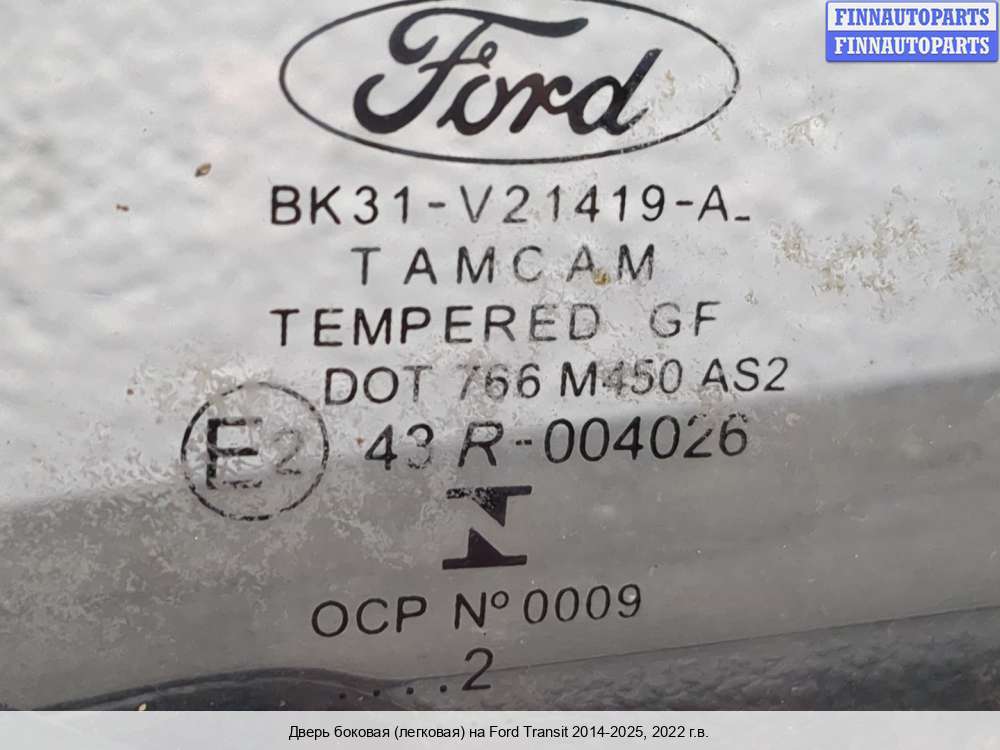 FINNAUTOPARTS
FINNAUTOPARTS
Ford
BK31-V21419-A-
TAMCAM
TEMPERED GF
DOT 766 M450 AS2
E2 43 R-004026
OCP Nº 0009
....2
Дверь боковая (легковая) на Ford Transit 2014-2025, 2022 г.в.